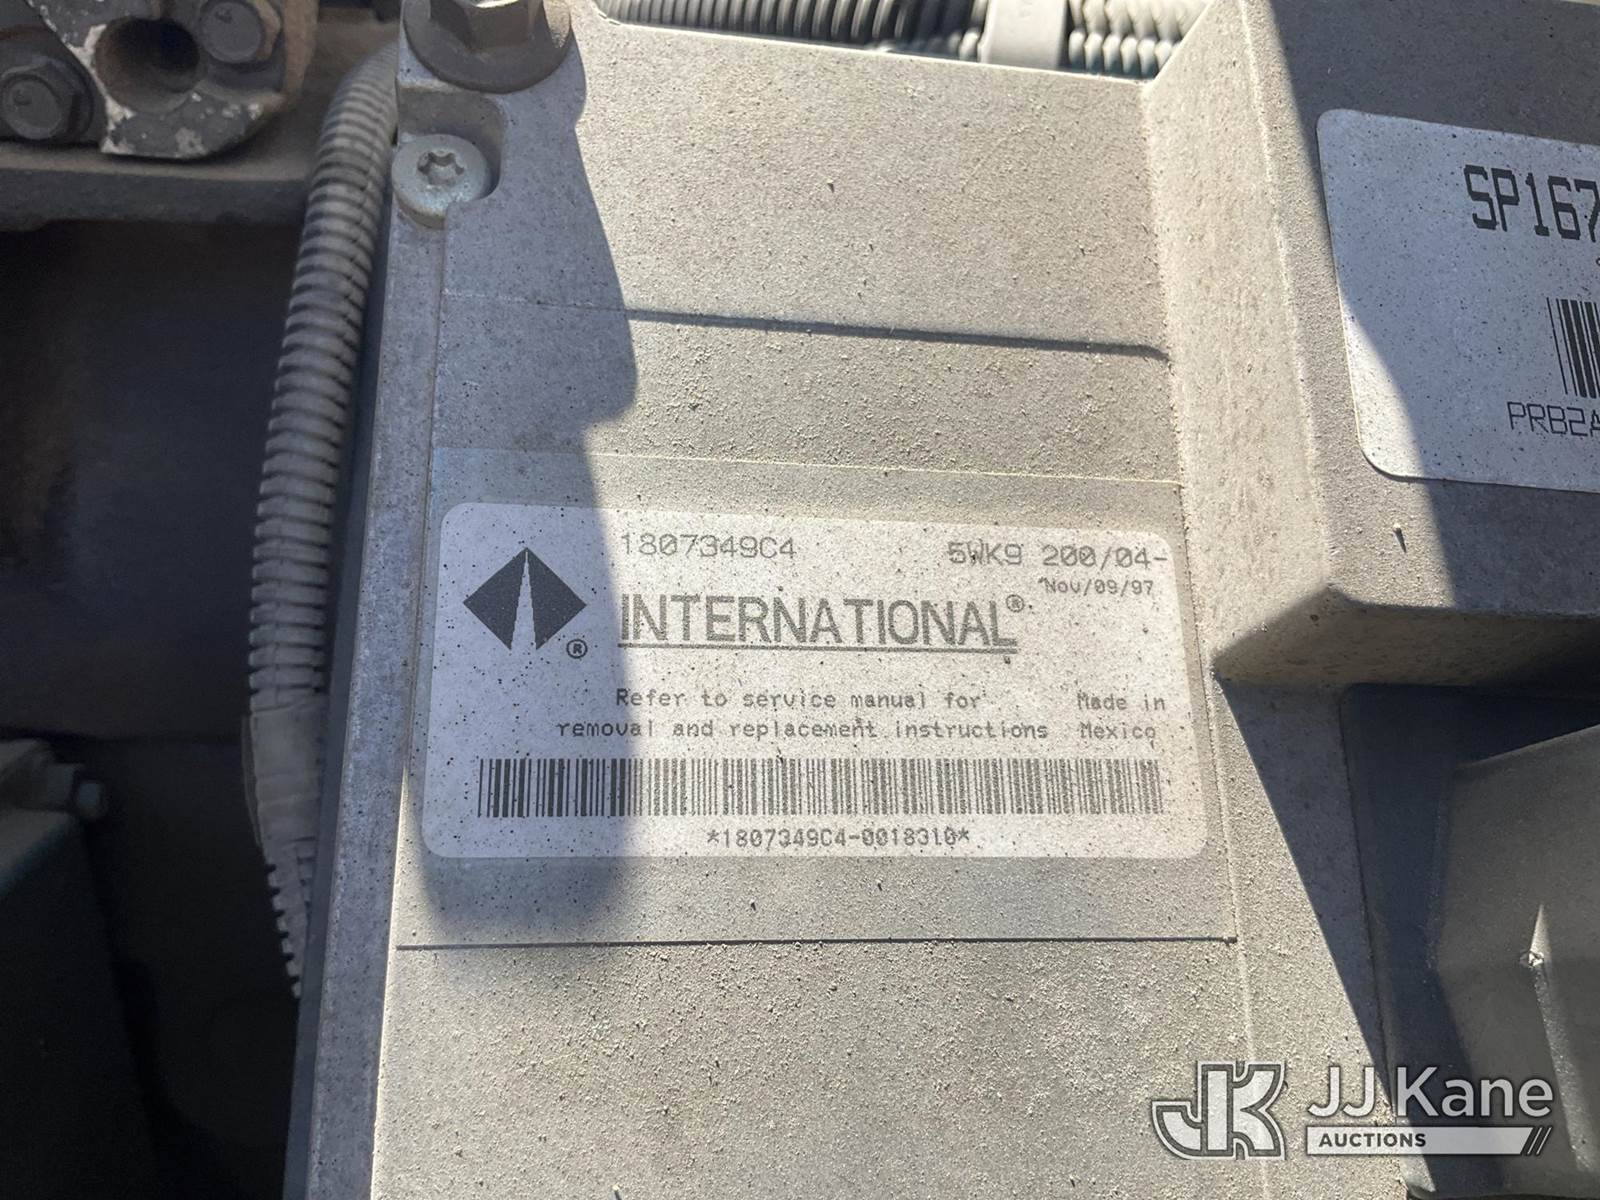 SP167
PRB2A
1807349C4 5WK9 200/04-
Nov/09/97
INTERNATIONAL®
®
Refer to service manual for Made in
removal and replacement instructions Mexico
*1807349C4-0018310*
JK JJ Kane
AUCTIONS